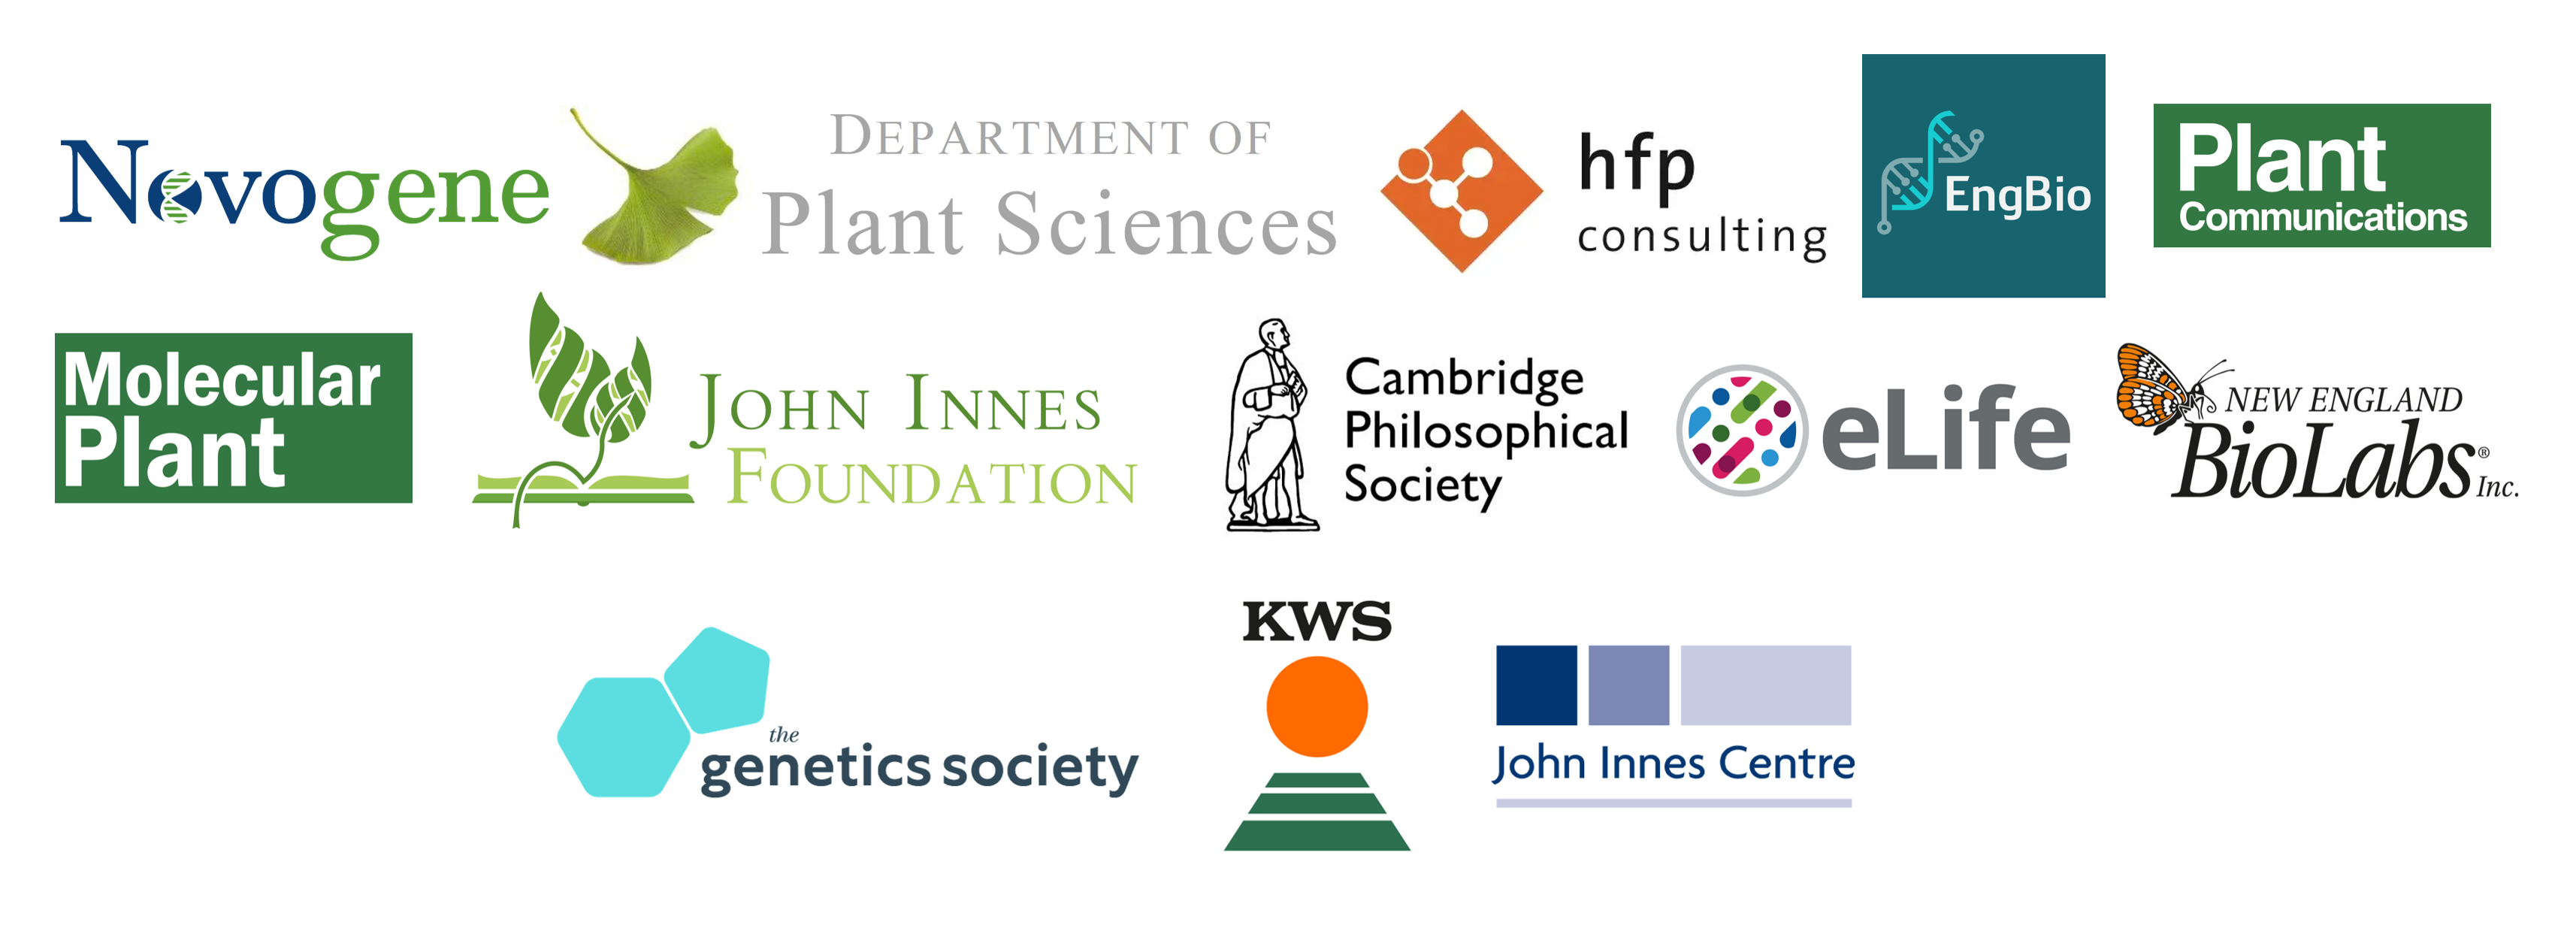 Novogene
DEPARTMENT OF
Plant Sciences
hfp
consulting
EngBio
Plant
Communications
Molecular
Plant
JOHN INNES
FOUNDATION
Cambridge
Philosophical
Society
eLife
NEW ENGLAND
BioLabs® Inc.
the
genetics society
KWS
John Innes Centre